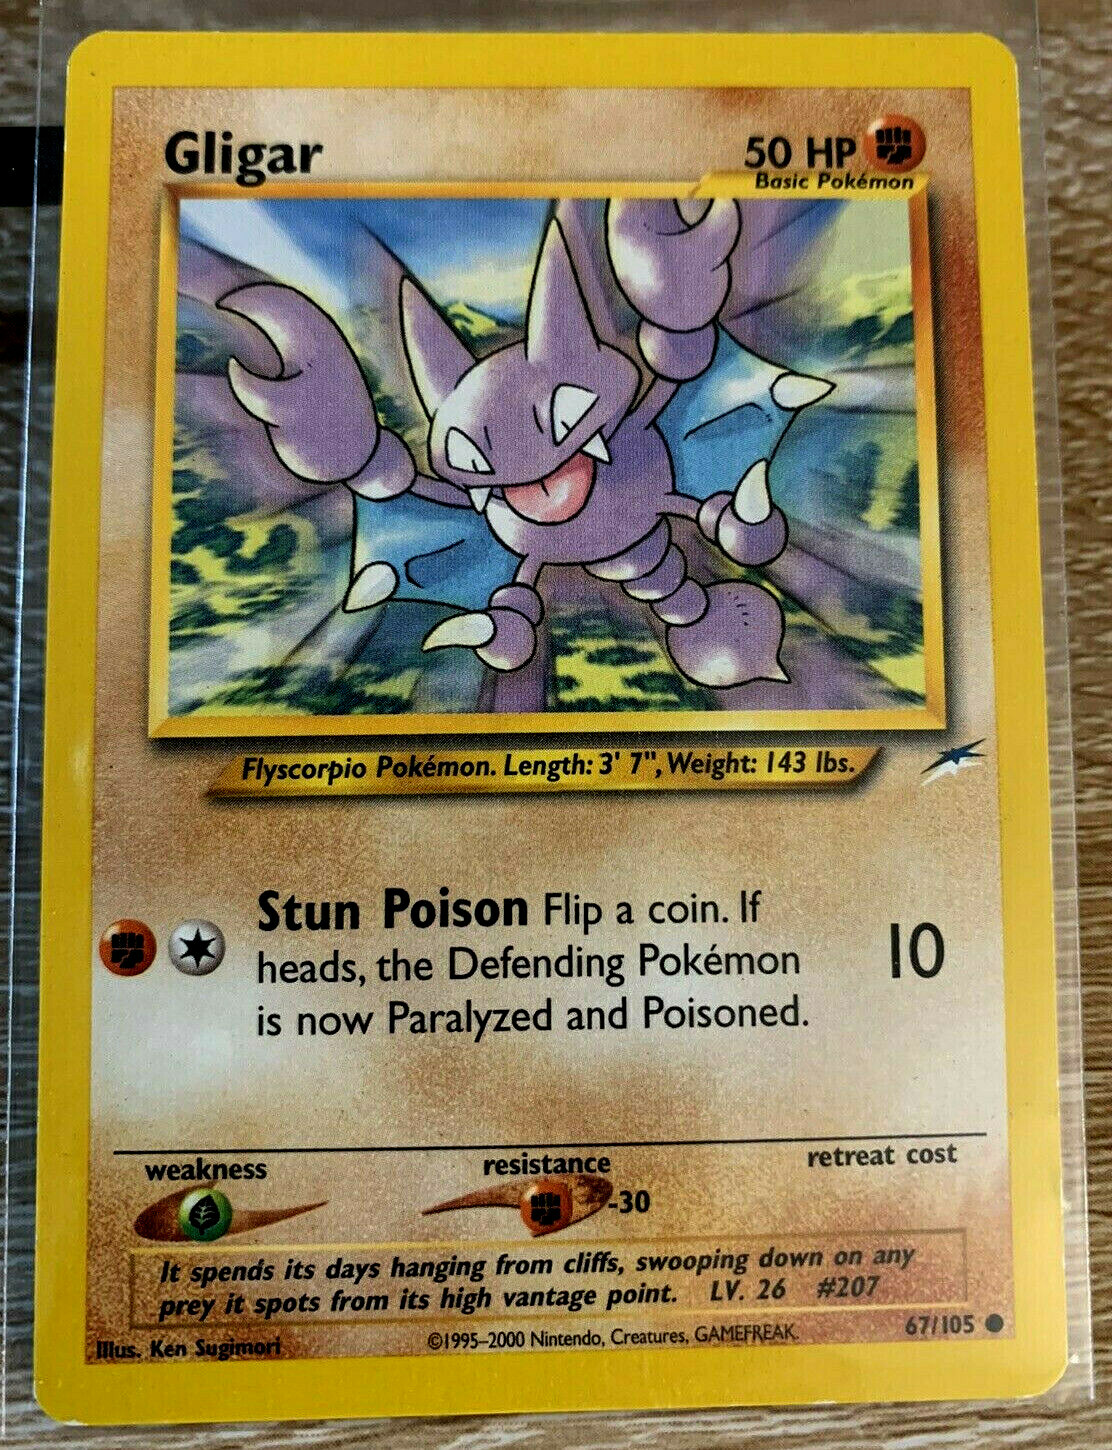 Gligar
50 HP
Basic Pokémon
Flyscorpio Pokémon. Length: 3' 7", Weight: 143 lbs.
Stun Poison Flip a coin. If
heads, the Defending Pokémon
is now Paralyzed and Poisoned.
10
weakness
resistance
retreat cost
-30
It spends its days hanging from cliffs, swooping down on any
prey it spots from its high vantage point. LV. 26 #207
Illus. Ken Sugimori
©1995–2000 Nintendo, Creatures, GAMEFREAK.
67/105